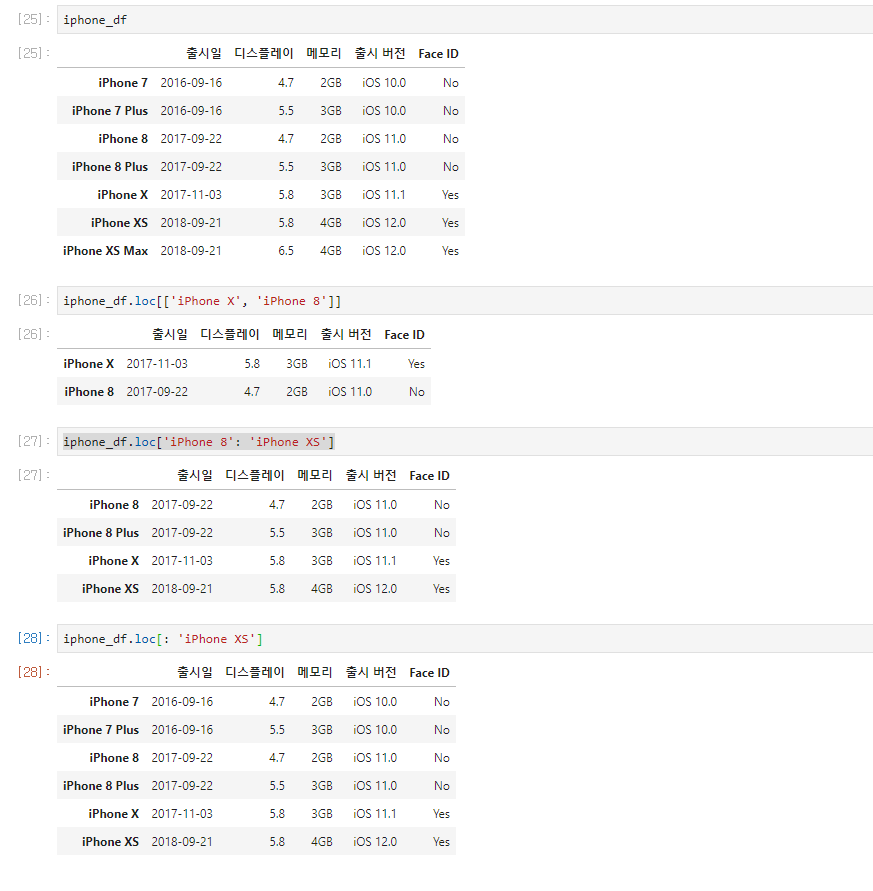 [25]: iphone_df
[25]: 출시일 디스플레이 메모리 출시 버전 Face ID
iPhone 7 2016-09-16 4.7 2GB iOS 10.0 No
iPhone 7 Plus 2016-09-16 5.5 3GB iOS 10.0 No
iPhone 8 2017-09-22 4.7 2GB iOS 11.0 No
iPhone 8 Plus 2017-09-22 5.5 3GB iOS 11.0 No
iPhone X 2017-11-03 5.8 3GB iOS 11.1 Yes
iPhone XS 2018-09-21 5.8 4GB iOS 12.0 Yes
iPhone XS Max 2018-09-21 6.5 4GB iOS 12.0 Yes
[26]: iphone_df.loc[['iPhone X', 'iPhone 8']]
[26]: 출시일 디스플레이 메모리 출시 버전 Face ID
iPhone X 2017-11-03 5.8 3GB iOS 11.1 Yes
iPhone 8 2017-09-22 4.7 2GB iOS 11.0 No
[27]: iphone_df.loc['iPhone 8': 'iPhone XS']
[27]: 출시일 디스플레이 메모리 출시 버전 Face ID
iPhone 8 2017-09-22 4.7 2GB iOS 11.0 No
iPhone 8 Plus 2017-09-22 5.5 3GB iOS 11.0 No
iPhone X 2017-11-03 5.8 3GB iOS 11.1 Yes
iPhone XS 2018-09-21 5.8 4GB iOS 12.0 Yes
[28]: iphone_df.loc[: 'iPhone XS']
[28]: 출시일 디스플레이 메모리 출시 버전 Face ID
iPhone 7 2016-09-16 4.7 2GB iOS 10.0 No
iPhone 7 Plus 2016-09-16 5.5 3GB iOS 10.0 No
iPhone 8 2017-09-22 4.7 2GB iOS 11.0 No
iPhone 8 Plus 2017-09-22 5.5 3GB iOS 11.0 No
iPhone X 2017-11-03 5.8 3GB iOS 11.1 Yes
iPhone XS 2018-09-21 5.8 4GB iOS 12.0 Yes